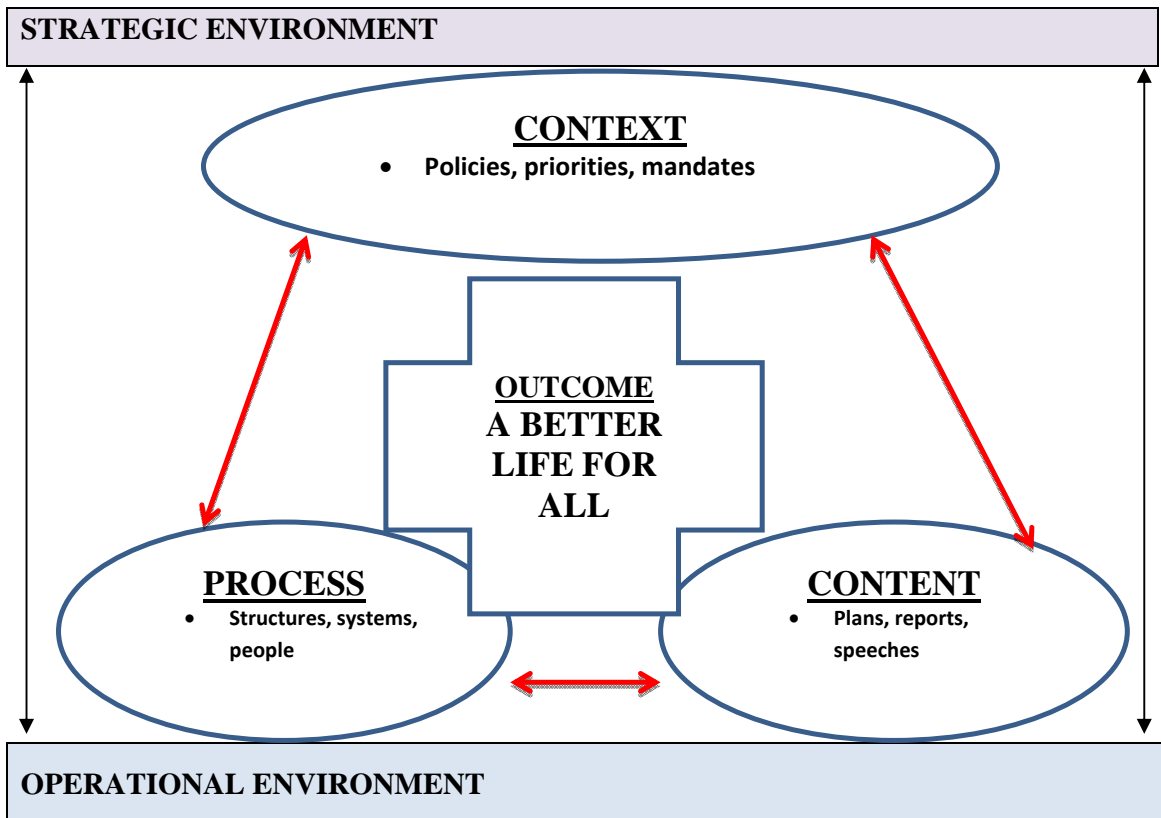 STRATEGIC ENVIRONMENT
CONTEXT
• Policies, priorities, mandates
OUTCOME
A BETTER
LIFE FOR
ALL
PROCESS
• Structures, systems,
people
CONTENT
• Plans, reports,
speeches
OPERATIONAL ENVIRONMENT